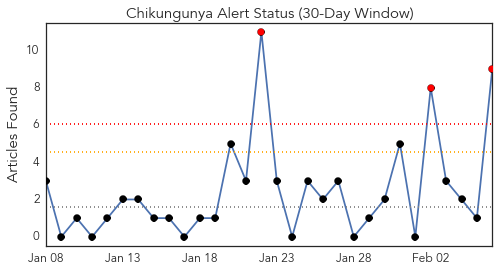 Chikungunya Alert Status (30-Day Window)
Articles Found
10
8
6
4
2
0
Jan 08
Jan 13
Jan 18
Jan 23
Jan 28
Feb 02